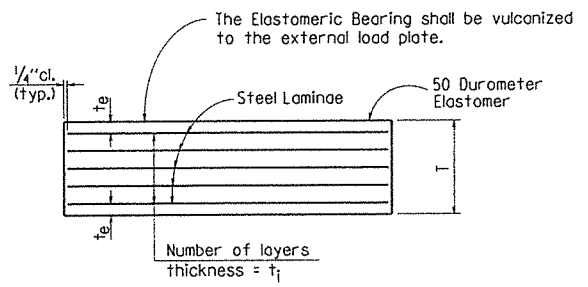 The Elastomeric Bearing shall be vulcanized
to the external load plate.
1/4" cl.
(typ.)
te
Steel Laminae
50 Durometer
Elastomer
T
te
Number of layers
thickness = ti